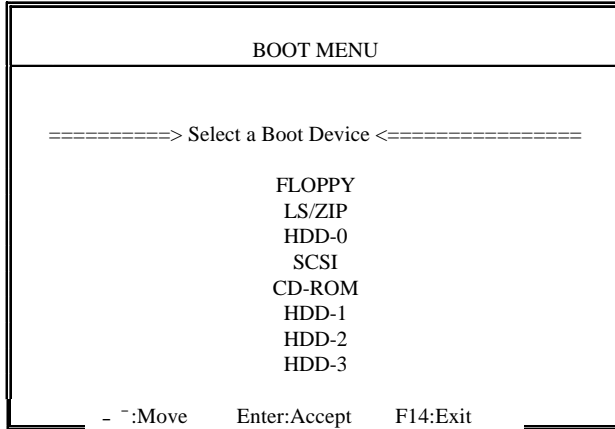 BOOT MENU
==========> Select a Boot Device <================
FLOPPY
LS/ZIP
HDD-0
SCSI
CD-ROM
HDD-1
HDD-2
HDD-3
- ¯:Move Enter:Accept F14:Exit